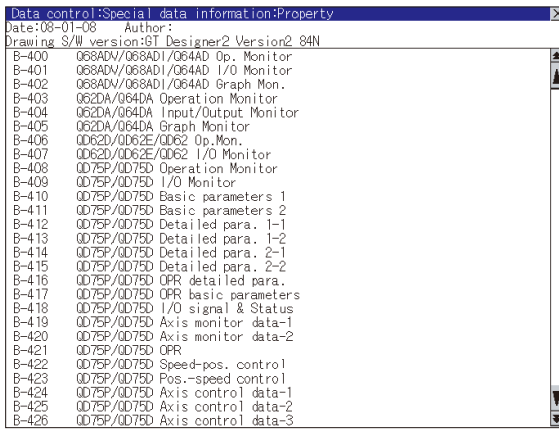 Data control:Special data information:Property
Date:08-01-08 Author:
Drawing S/W version:GT Designer2 Version2 84N
B-400 Q68ADV/Q68ADI/Q64AD Op. Monitor
B-401 Q68ADV/Q68ADI/Q64AD I/O Monitor
B-402 Q68ADV/Q68ADI/Q64AD Graph Mon.
B-403 Q62DA/Q64DA Operation Monitor
B-404 Q62DA/Q64DA Input/Output Monitor
B-405 Q62DA/Q64DA Graph Monitor
B-406 QD62D/QD62E/QD62 Op.Mon.
B-407 QD62D/QD62E/QD62 I/O Monitor
B-408 QD75P/QD75D Operation Monitor
B-409 QD75P/QD75D I/O Monitor
B-410 QD75P/QD75D Basic parameters 1
B-411 QD75P/QD75D Basic parameters 2
B-412 QD75P/QD75D Detailed para. 1-1
B-413 QD75P/QD75D Detailed para. 1-2
B-414 QD75P/QD75D Detailed para. 2-1
B-415 QD75P/QD75D Detailed para. 2-2
B-416 QD75P/QD75D OPR detailed para.
B-417 QD75P/QD75D OPR basic parameters
B-418 QD75P/QD75D I/O signal & Status
B-419 QD75P/QD75D Axis monitor data-1
B-420 QD75P/QD75D Axis monitor data-2
B-421 QD75P/QD75D OPR
B-422 QD75P/QD75D Speed-pos. control
B-423 QD75P/QD75D Pos.-speed control
B-424 QD75P/QD75D Axis control data-1
B-425 QD75P/QD75D Axis control data-2
B-426 QD75P/QD75D Axis control data-3